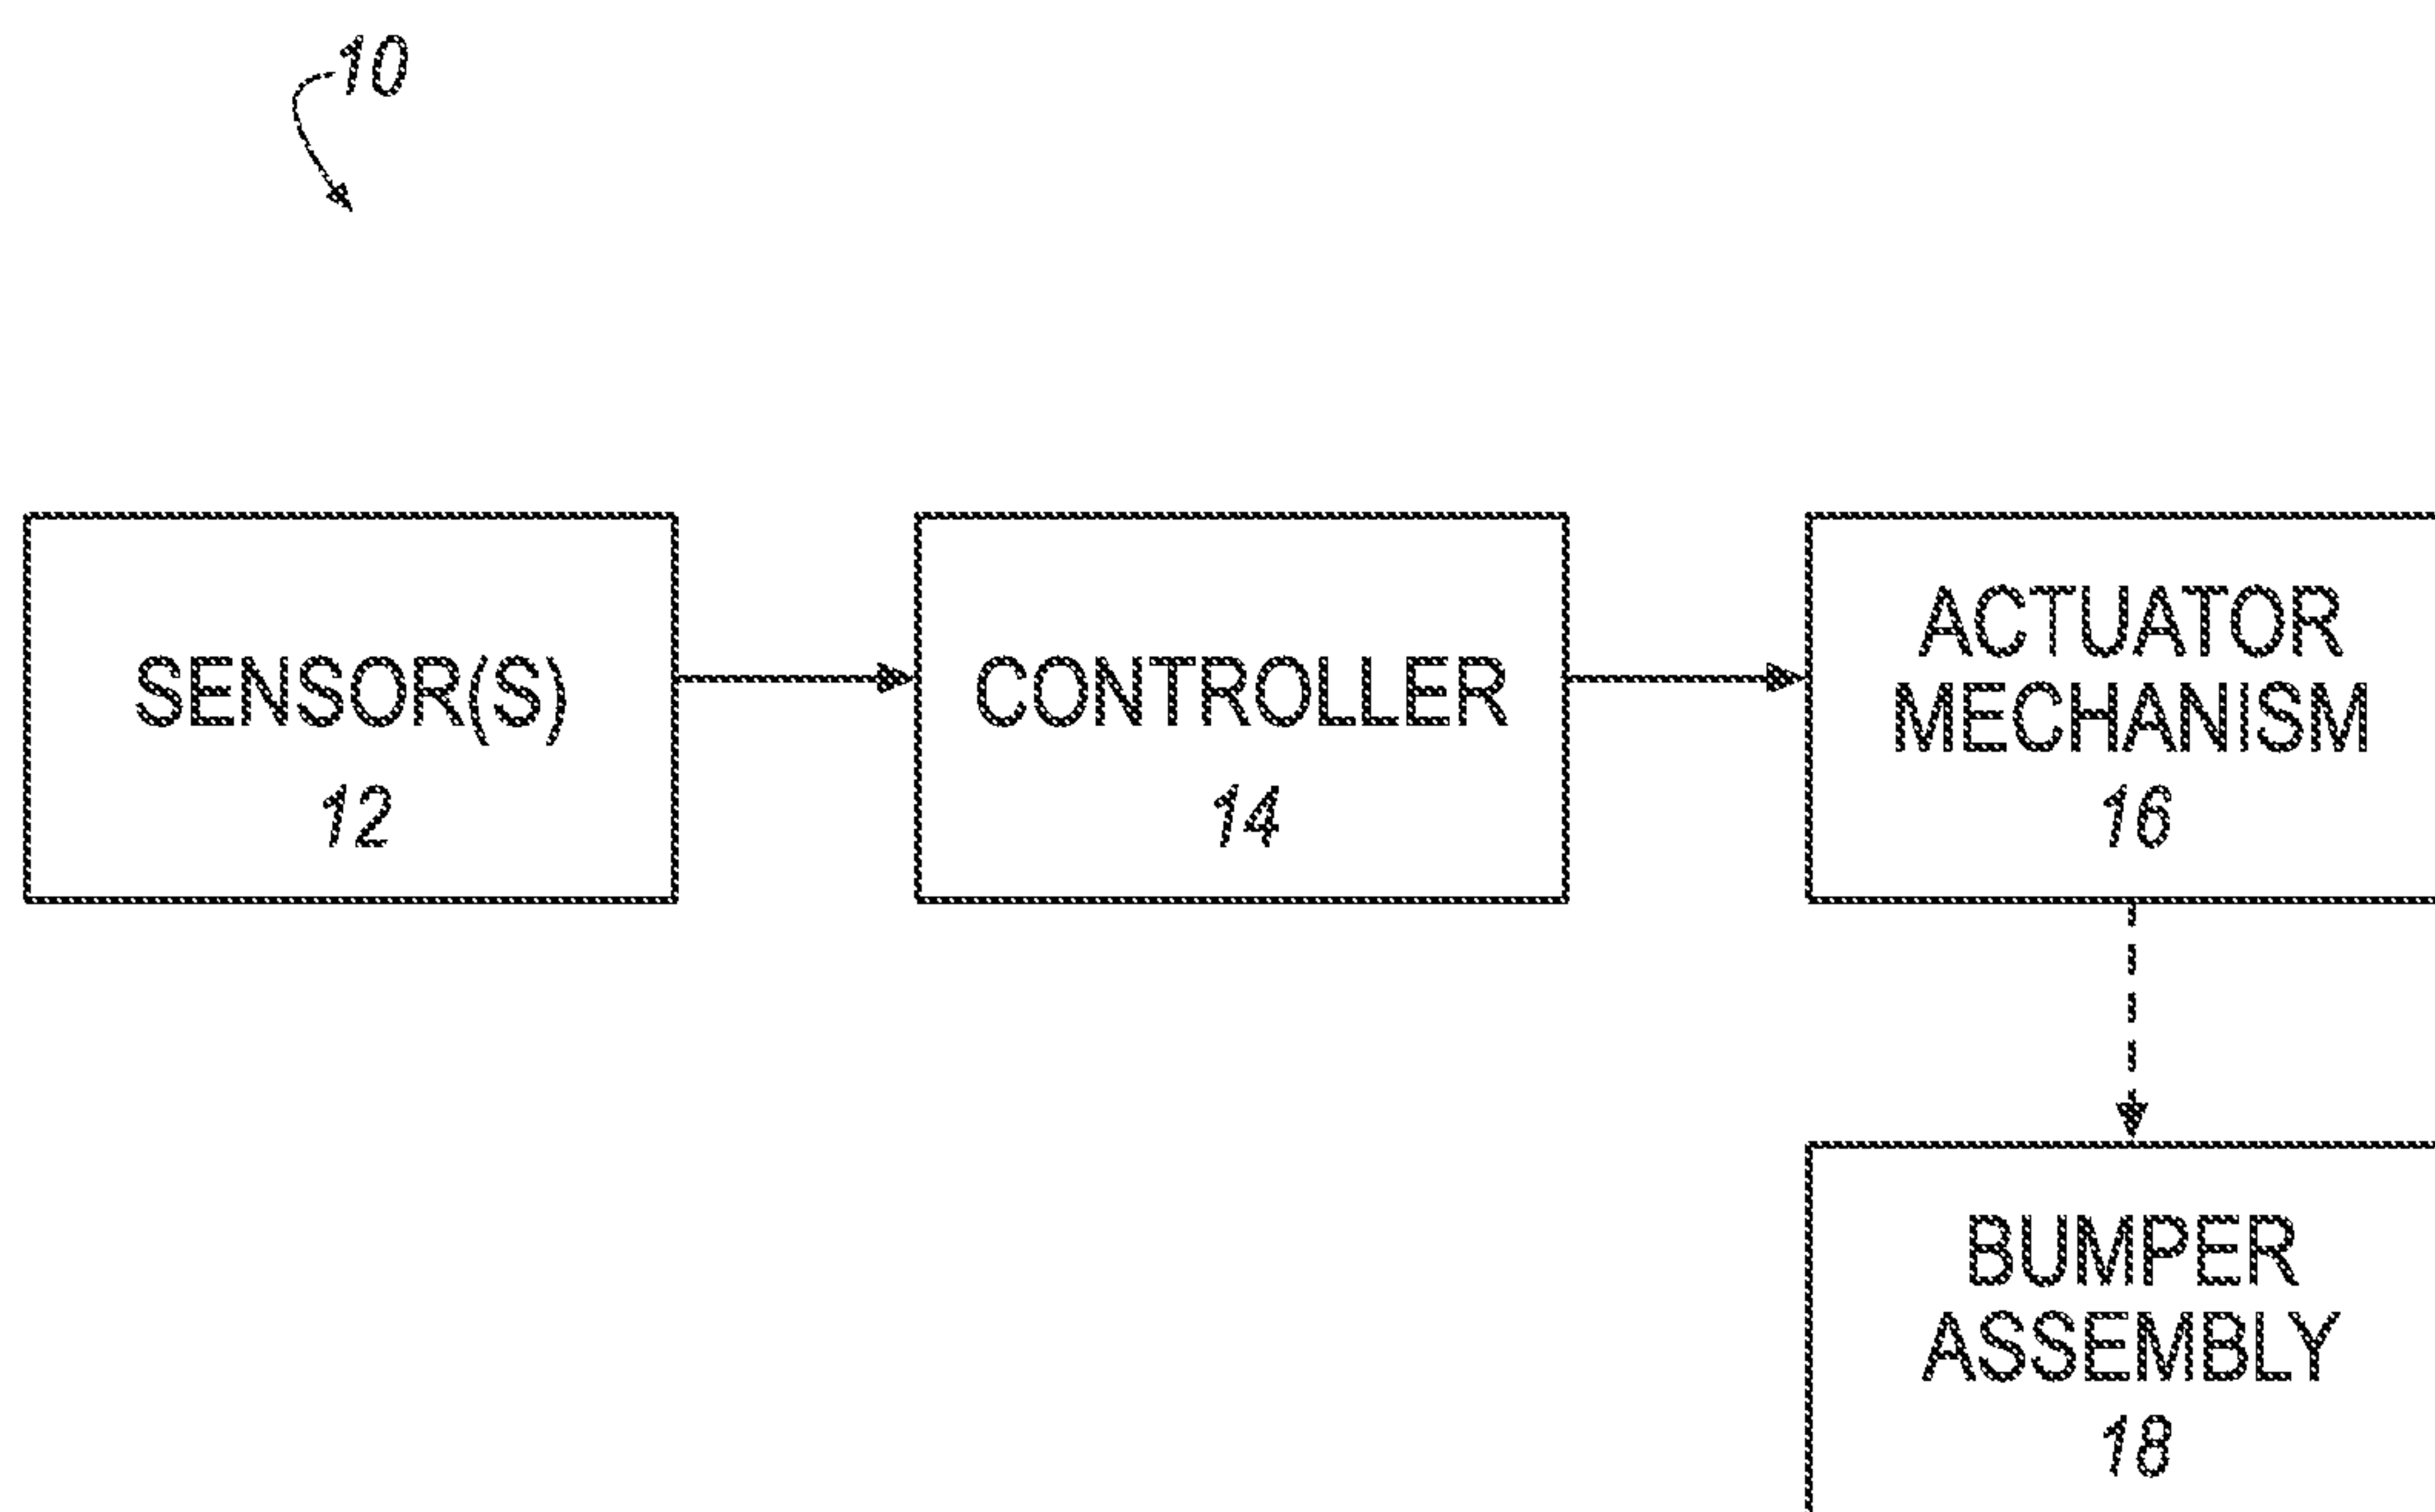 10
SENSOR(S)
12
CONTROLLER
14
ACTUATOR
MECHANISM
16
BUMPER
ASSEMBLY
18